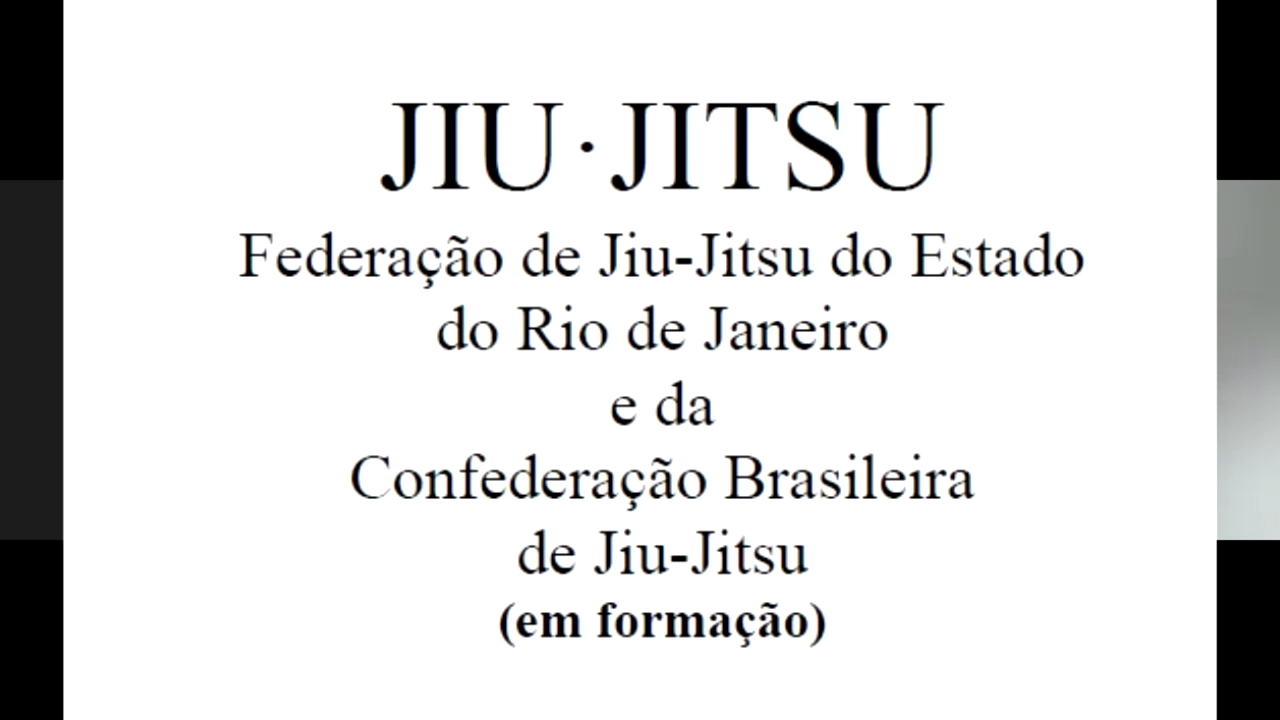 JIU·JITSU
Federação de Jiu-Jitsu do Estado
do Rio de Janeiro
e da
Confederação Brasileira
de Jiu-Jitsu
(em formação)